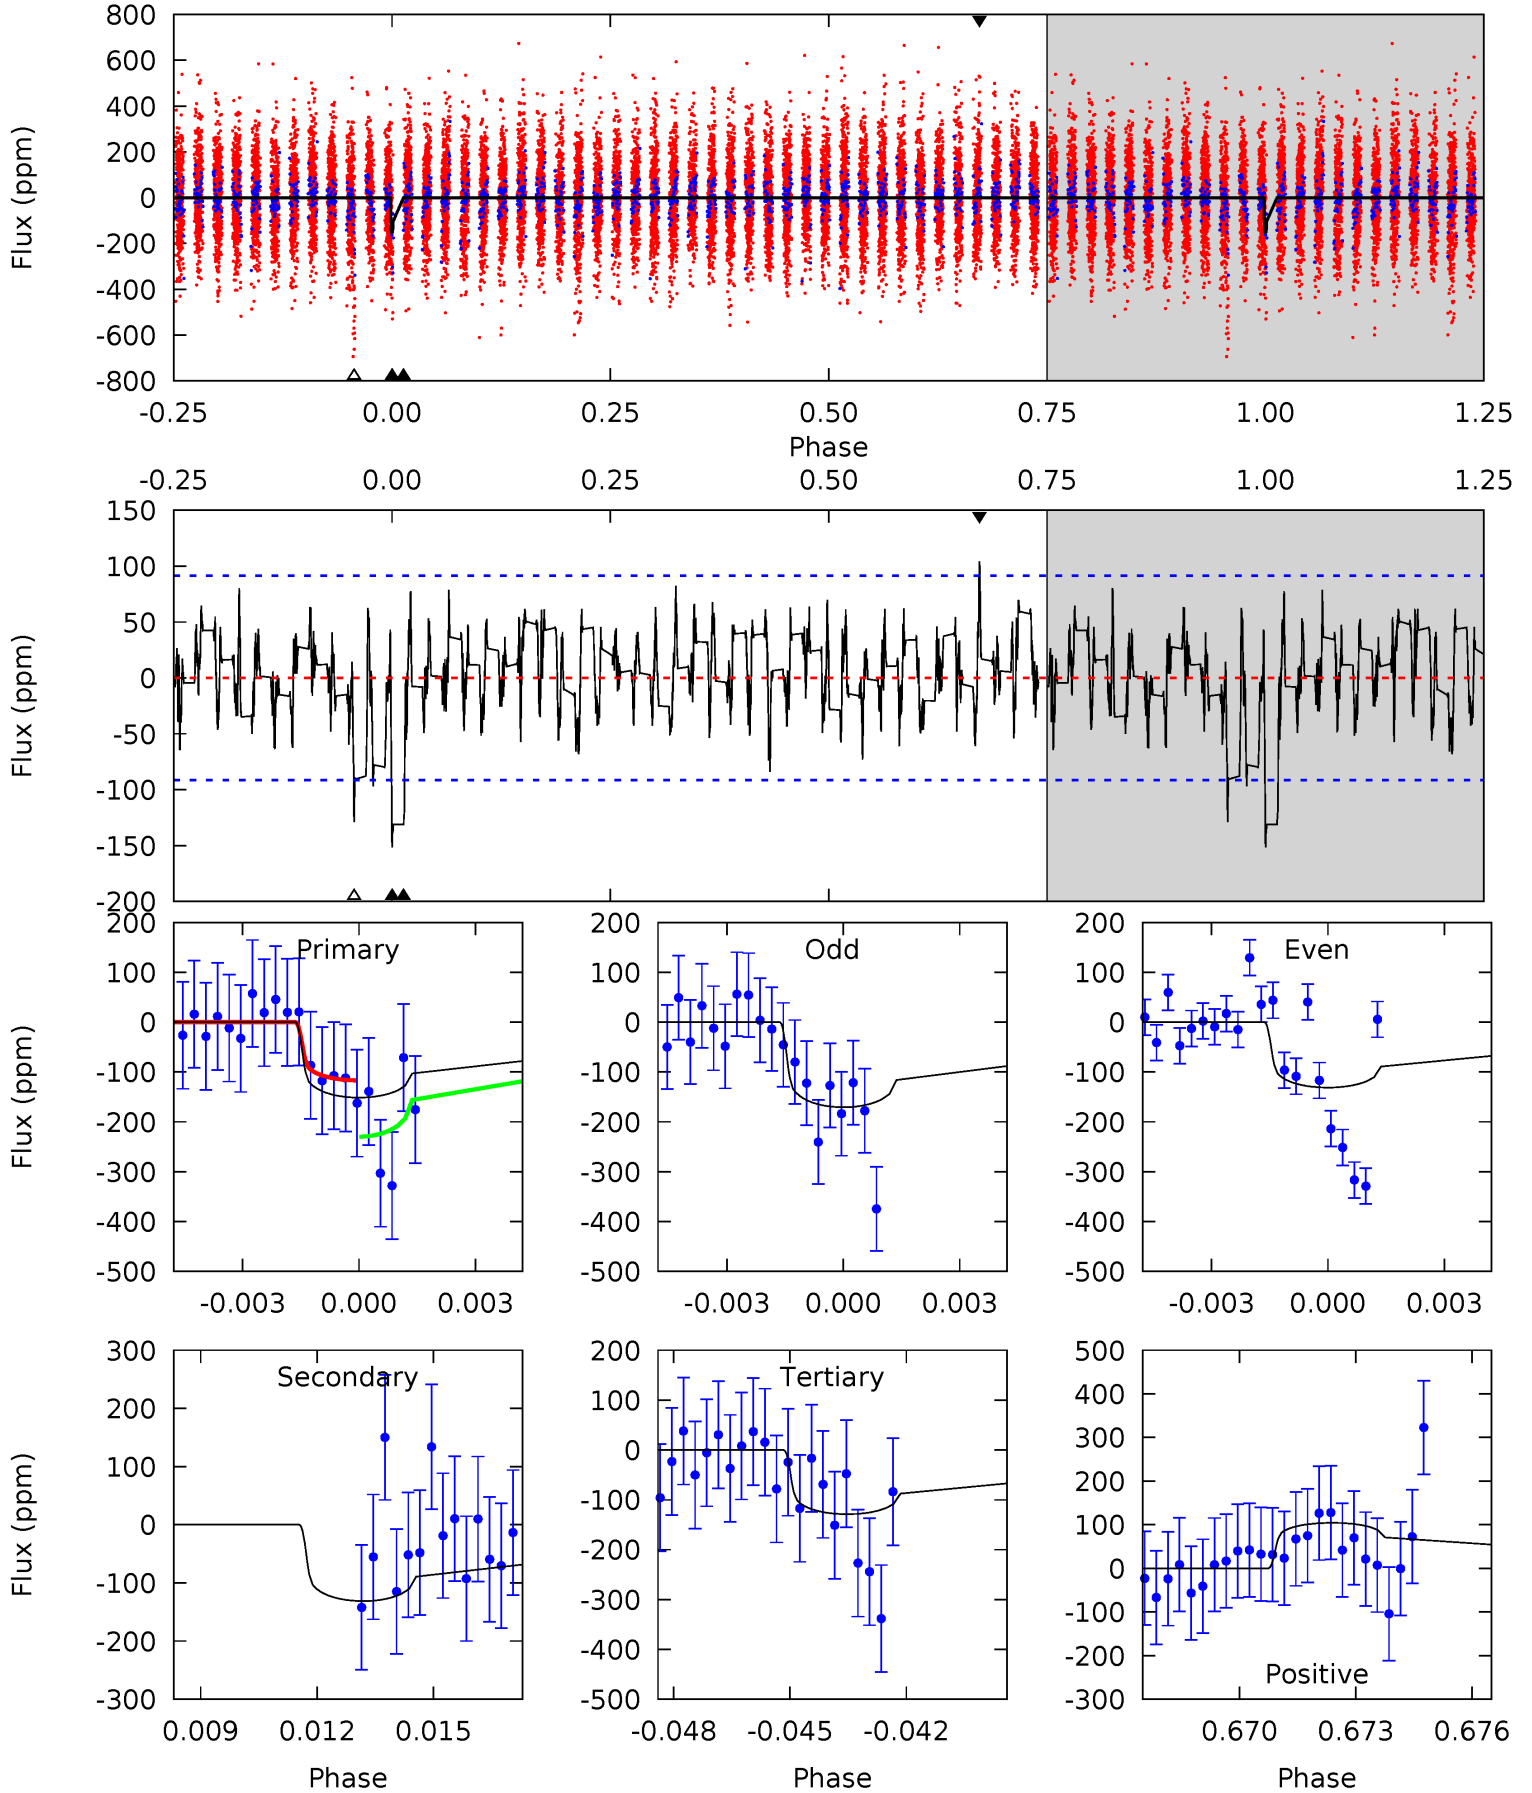 800
600
400
200
0
-200
-400
-600
-800
Flux (ppm)
-0.25 0.00 0.25 0.50 0.75 1.00 1.25
Phase
-0.25 0.00 0.25 0.50 0.75 1.00 1.25
150
100
50
0
-50
-100
-150
-200
Flux (ppm)
Primary Odd Even
200 200 200
100 100 100
0 0 0
-100 -100 -100
-200 -200 -200
-300 -300 -300
-400 -400 -400
-500 -500 -500
Flux (ppm)
-0.003 0.000 0.003 -0.003 0.000 0.003 -0.003 0.000 0.003
Secondary Tertiary Positive
300 200 500
200 100 400
100 0 300
0 -100 200
-100 -200 100
-200 -300 0
-300 -400 -100
-500 -200
-300
Flux (ppm)
0.009 0.012 0.015 -0.048 -0.045 -0.042 0.670 0.673 0.676
Phase Phase Phase